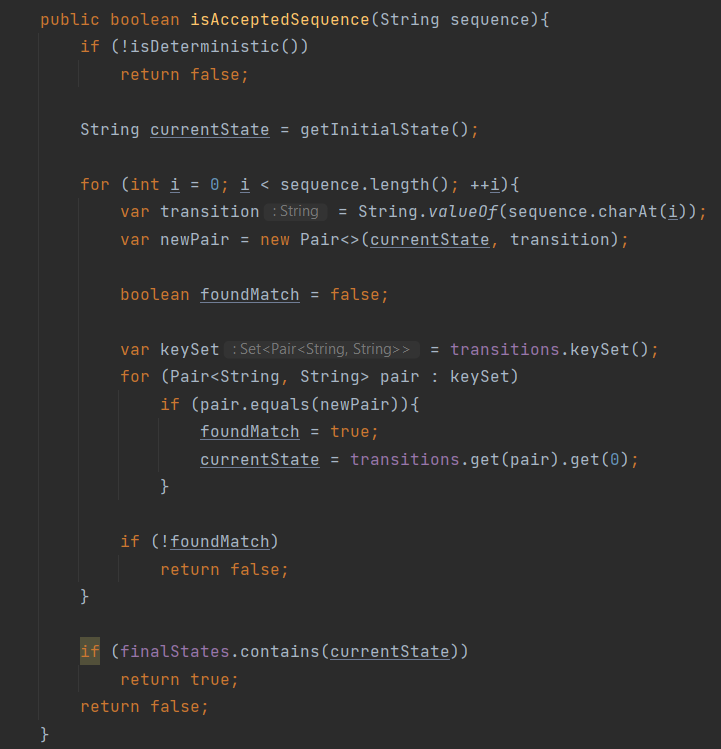 public boolean isAcceptedSequence(String sequence){
    if (!isDeterministic())
        return false;

    String currentState = getInitialState();

    for (int i = 0; i < sequence.length(); ++i){
        var transition : String = String.valueOf(sequence.charAt(i));
        var newPair = new Pair<>(currentState, transition);

        boolean foundMatch = false;

        var keySet : Set<Pair<String, String>> = transitions.keySet();
        for (Pair<String, String> pair : keySet)
            if (pair.equals(newPair)){
                foundMatch = true;
                currentState = transitions.get(pair).get(0);
            }

        if (!foundMatch)
            return false;
    }

    if (finalStates.contains(currentState))
        return true;
    return false;
}